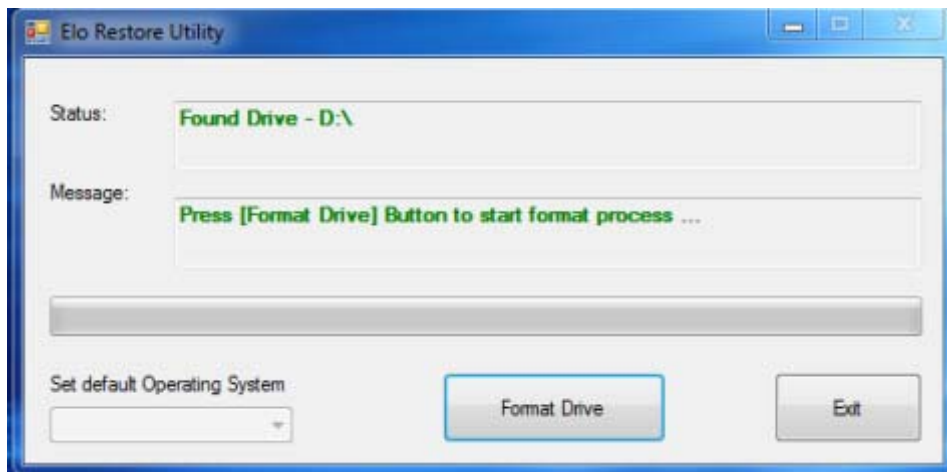 Elo Restore Utility
Status:
Found Drive - D:\
Message:
Press [Format Drive] Button to start format process ...
Set default Operating System
Format Drive
Exit